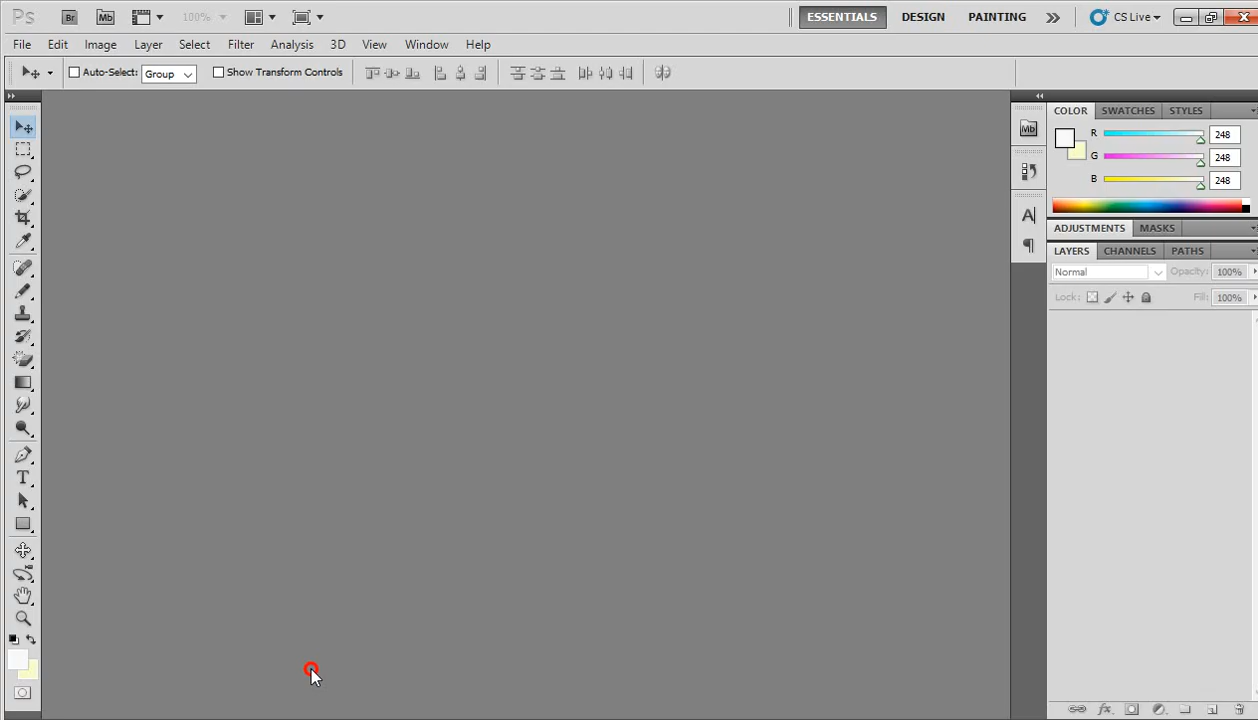 Ps Br Mb 100% ESSENTIALS DESIGN PAINTING CS Live
File Edit Image Layer Select Filter Analysis 3D View Window Help
Auto-Select: Group Show Transform Controls
COLOR SWATCHES STYLES
Mb
R 248
G 248
B 248
A
ADJUSTMENTS MASKS
LAYERS CHANNELS PATHS
Normal Opacity: 100%
Lock: Fill: 100%
T
fx